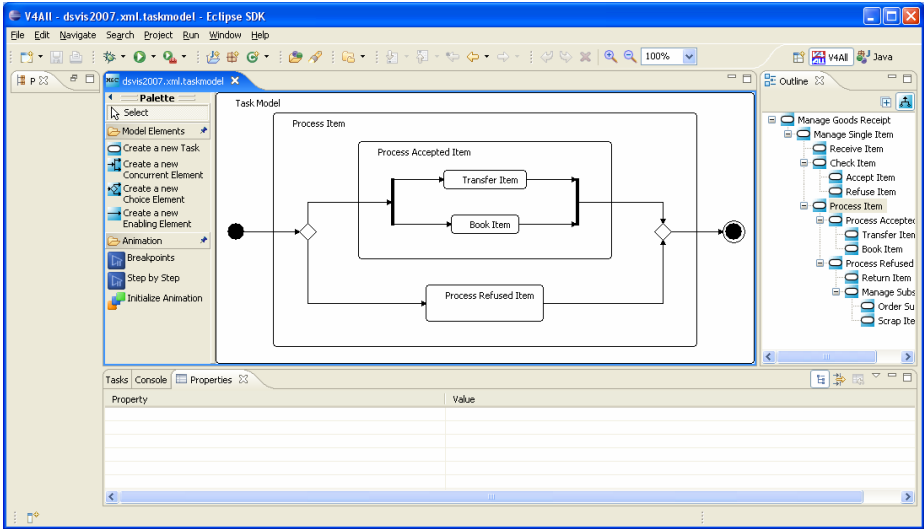 V4All - dsvis2007.xml.taskmodel - Eclipse SDK
File Edit Navigate Search Project Run Window Help
100%
V4All
Java
P
dsvis2007.xml.taskmodel
Outline
Palette
Select
Model Elements
Create a new Task
Create a new
Concurrent Element
Create a new
Choice Element
Create a new
Enabling Element
Animation
Breakpoints
Step by Step
Initialize Animation
Task Model
Process Item
Process Accepted Item
Transfer Item
Book Item
Process Refused Item
Manage Goods Receipt
Manage Single Item
Receive Item
Check Item
Accept Item
Refuse Item
Process Item
Process Accepted
Transfer Item
Book Item
Process Refused
Return Item
Manage Subs
Order Su
Scrap Ite
Tasks Console Properties
Property Value